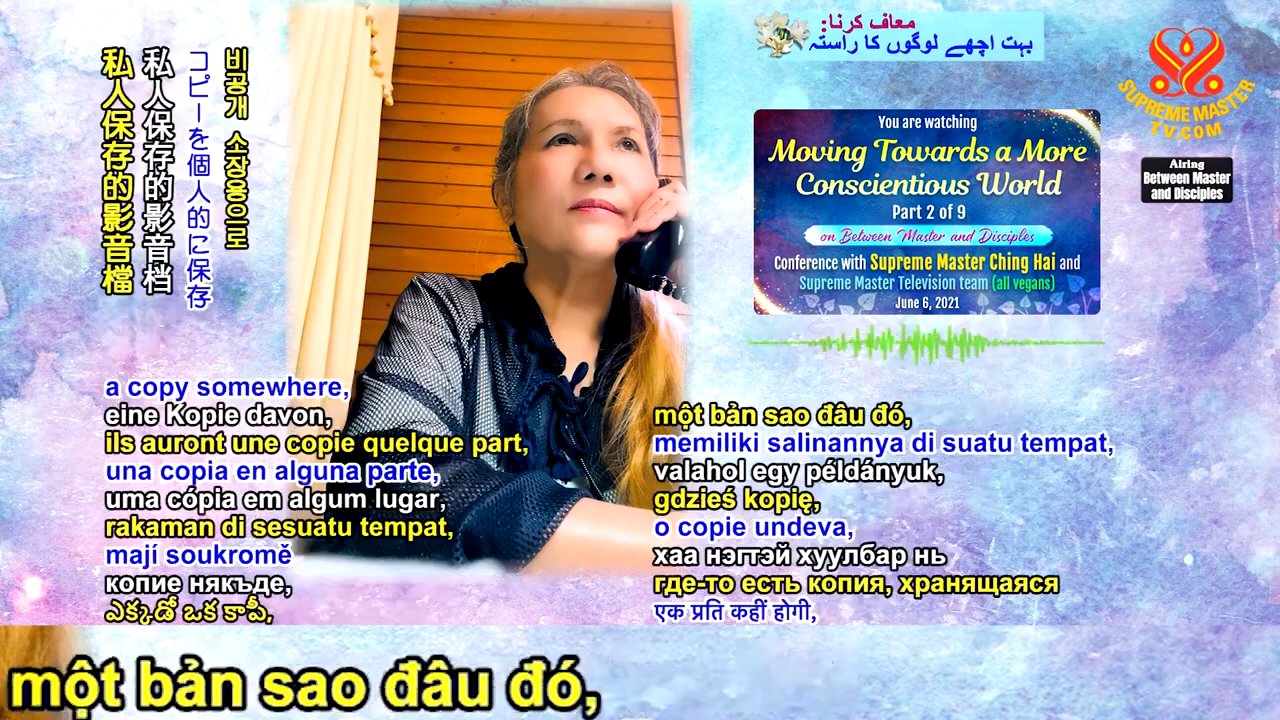 비공개 소장용으로
コピーを個人的に保存
私人保存的影音档
私人保存的影音檔
معاف کرنا:
بہت اچھے لوگوں کا راستہ
SUPREME MASTER
TV.COM
Airing
Between Master
and Disciples
You are watching
Moving Towards a More
Conscientious World
Part 2 of 9
on Between Master and Disciples
Conference with Supreme Master Ching Hai and
Supreme Master Television team (all vegans)
June 6, 2021
a copy somewhere,
eine Kopie davon,
ils auront une copie quelque part,
una copia en alguna parte,
uma cópia em algum lugar,
rakaman di sesuatu tempat,
mají soukromě
копие някъде,
ఎక్కడో ఒక కాపీ,
một bản sao đâu đó,
memiliki salinannya di suatu tempat,
valahol egy példányuk,
gdzieś kopię,
o copie undeva,
хаа нэгтэй хуулбар нь
где-то есть копия, хранящаяся
एक प्रति कहीं होगी,
một bản sao đâu đó,